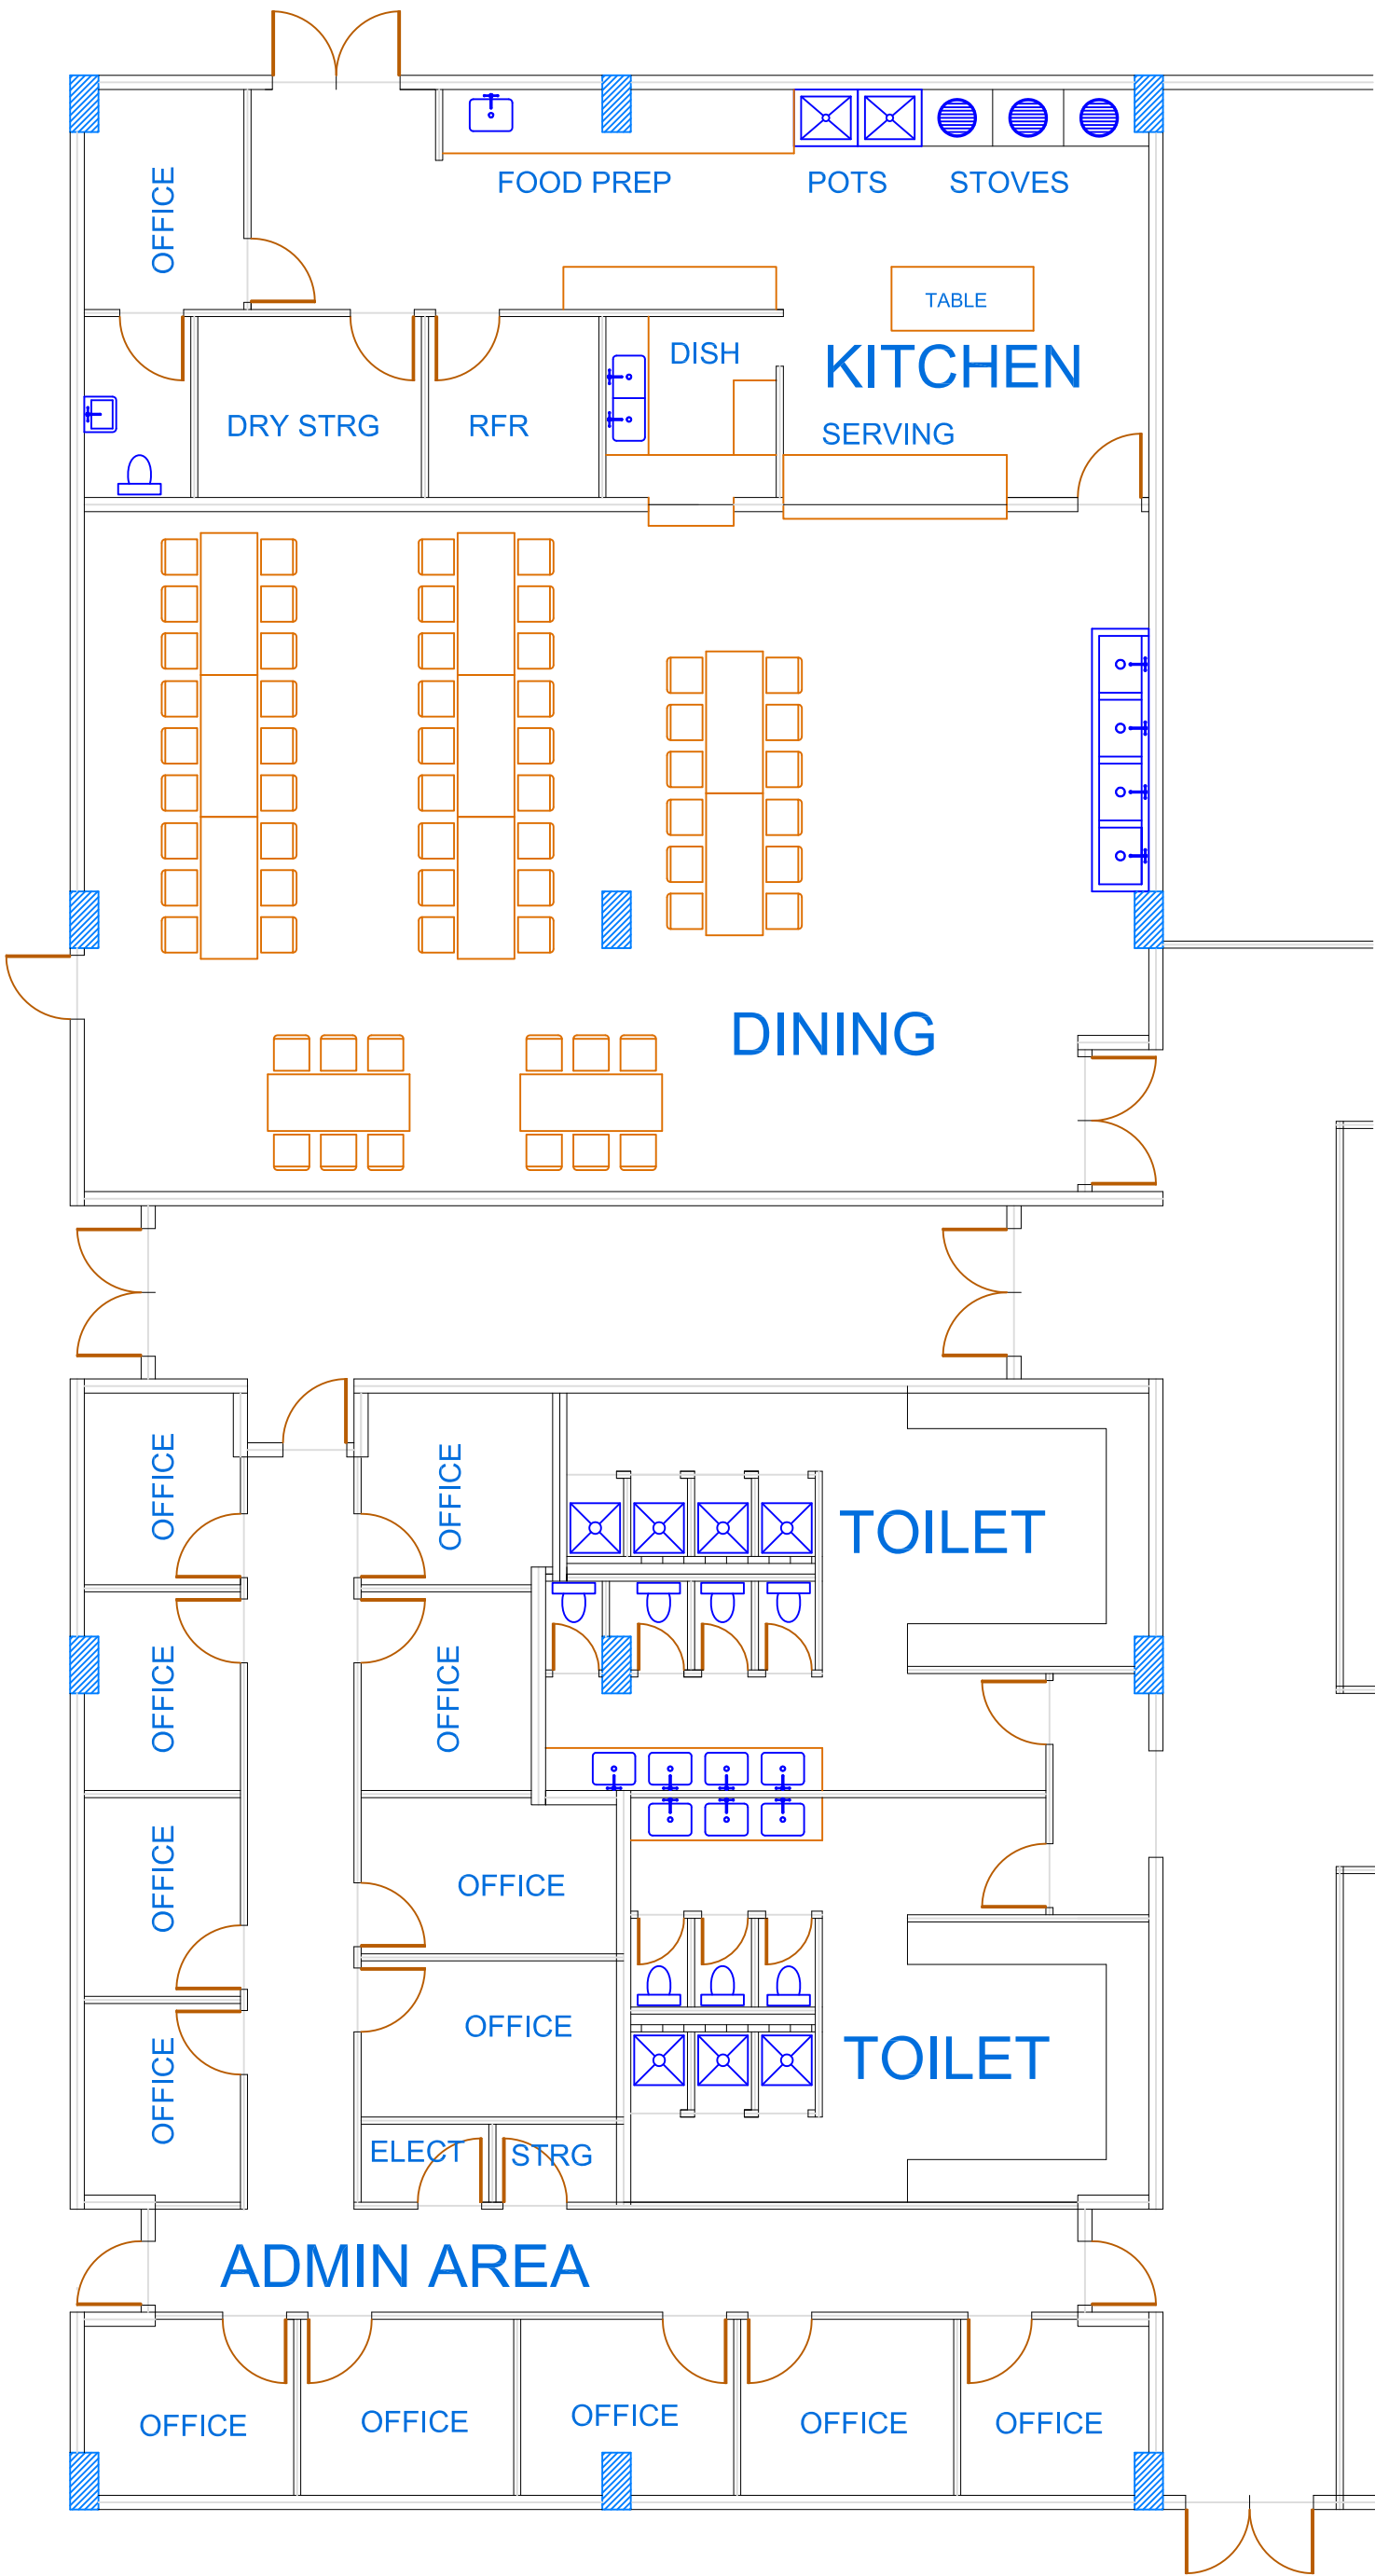 OFFICE
FOOD PREP
POTS
STOVES
TABLE
DISH
KITCHEN
DRY STRG
RFR
SERVING
DINING
OFFICE
OFFICE
TOILET
OFFICE
OFFICE
OFFICE
OFFICE
OFFICE
OFFICE
TOILET
ELECT
STRG
ADMIN AREA
OFFICE
OFFICE
OFFICE
OFFICE
OFFICE